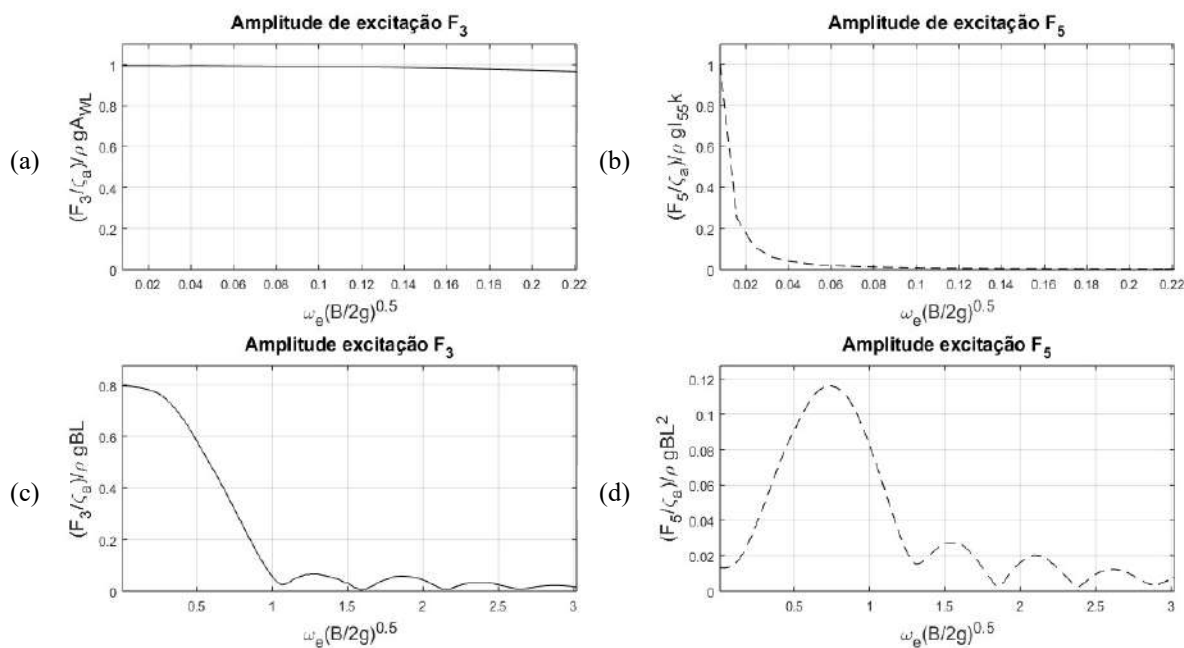 Amplitude de excitação F₃
(a)
(F₃/ζₐ)/ρ gA_WL
1
0.8
0.6
0.4
0.2
0
0.02 0.04 0.06 0.08 0.1 0.12 0.14 0.16 0.18 0.2 0.22
ωₑ(B/2g)^0.5
Amplitude de excitação F₅
(b)
(F₅/ζₐ)/ρ gI₅₅k
1
0.8
0.6
0.4
0.2
0
0.02 0.04 0.06 0.08 0.1 0.12 0.14 0.16 0.18 0.2 0.22
ωₑ(B/2g)^0.5
Amplitude excitação F₃
(c)
(F₃/ζₐ)/ρ gBL
0.8
0.6
0.4
0.2
0
0.5 1 1.5 2 2.5 3
ωₑ(B/2g)^0.5
Amplitude excitação F₅
(d)
(F₅/ζₐ)/ρ gBL²
0.12
0.1
0.08
0.06
0.04
0.02
0
0.5 1 1.5 2 2.5 3
ωₑ(B/2g)^0.5